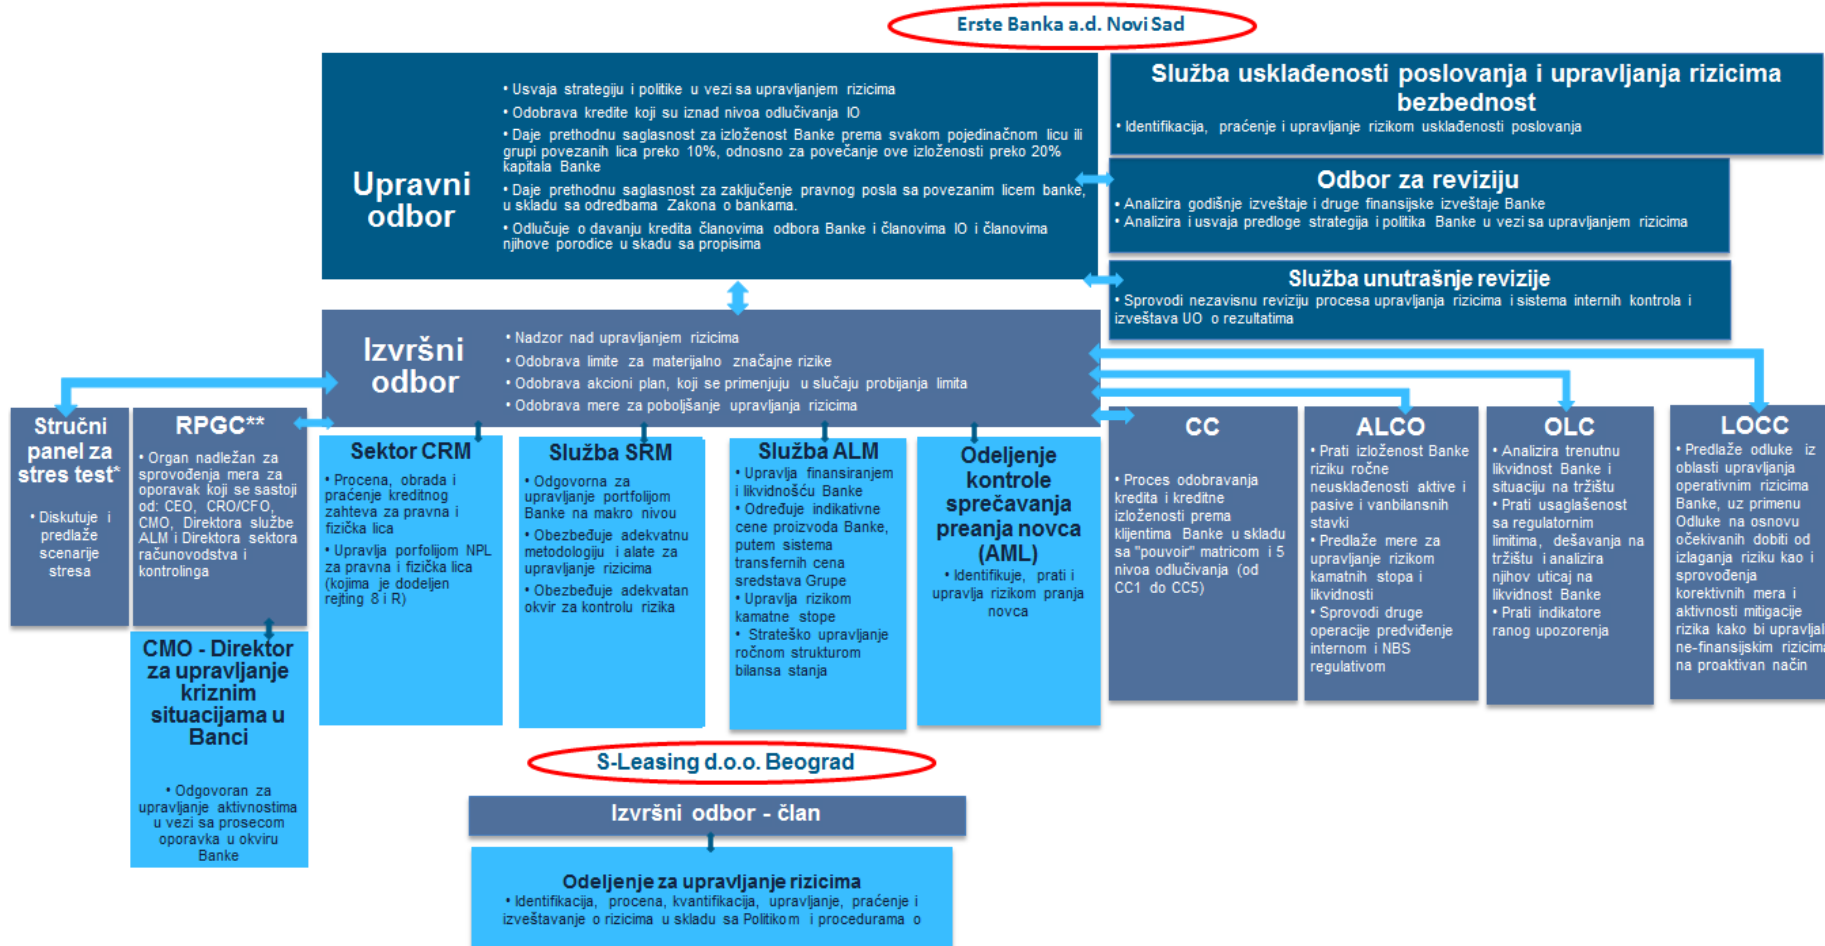 Erste Banka a.d. Novi Sad
Upravni
odbor
• Usvaja strategiju i politike u vezi sa upravljanjem rizicima
• Odobrava kredite koji su iznad nivoa odlučivanja IO
• Daje prethodnu saglasnost za izloženost Banke prema svakom pojedinačnom licu ili
grupi povezanih lica preko 10%, odnosno za povečanje ove izloženosti preko 20%
kapitala Banke
• Daje prethodnu saglasnost za zaključenje pravnog posla sa povezanim licem banke,
u skladu sa odredbama Zakona o bankama.
• Odlučuje o davanju kredita članovima odbora Banke i članovima IO i članovima
njihove porodice u skadu sa propisima
Služba usklađenosti poslovanja i upravljanja rizicima
bezbednost
• Identifikacija, praćenje i upravljanje rizikom usklađenosti poslovanja
Odbor za reviziju
• Analizira godišnje izveštaje i druge finansijske izveštaje Banke
• Analizira i usvaja predloge strategija i politika Banke u vezi sa upravljanjem rizicima
Služba unutrašnje revizije
• Sprovodi nezavisnu reviziju procesa upravljanja rizicima i sistema internih kontrola i
izveštava UO o rezultatima
Izvršni
odbor
• Nadzor nad upravljanjem rizicima
• Odobrava limite za materijalno značajne rizike
• Odobrava akcioni plan, koji se primenjuju u slučaju probijanja limita
• Odobrava mere za poboljšanje upravljanja rizicima
Stručni
panel za
stres test*
• Diskutuje i
predlaže
scenarije
stresa
RPGC**
• Organ nadležan za
sprovođenja mera za
oporavak koji se sastoji
od: CEO, CRO/CFO,
CMO, Direktora službe
ALM i Direktora sektora
računovodstva i
kontrolinga
CMO - Direktor
za upravljanje
kriznim
situacijama u
Banci
• Odgovoran za
upravljanje aktivnostima
u vezi sa prosecom
oporavka u okviru
Banke
Sektor CRM
• Procena, obrada i
praćenje kreditnog
zahteva za pravna i
fizička lica
• Upravlja porfolijom NPL
za pravna i fizička lica
(kojima je dodeljen
rejting 8 i R)
Služba SRM
• Odgovorna za
upravljanje portfolijom
Banke na makro nivou
• Obezbeđuje adekvatnu
metodologiju i alate za
upravljanje rizicima
• Obezbeđuje adekvatan
okvir za kontrolu rizika
Služba ALM
• Upravlja finansiranjem
i likvidnošću Banke
• Određuje indikativne
cene proizvoda Banke,
putem sistema
transfernih cena
sredstava Grupe
• Upravlja rizikom
kamatne stope
• Strateško upravljanje
ročnom strukturom
bilansa stanja
Odeljenje
kontrole
sprečavanja
preanja novca
(AML)
• Identifikuje, prati i
upravlja rizikom pranja
novca
CC
• Proces odobravanja
kredita i kreditne
izloženosti prema
klijentima Banke u skladu
sa "pouvoir" matricom i 5
nivoa odlučivanja (od
CC1 do CC5)
ALCO
• Prati izloženost Banke
riziku ročne
neusklađenosti aktive i
pasive i vanbilansnih
stavki
• Predlaže mere za
upravljanje rizikom
kamatnih stopa i
likvidnosti
• Sprovodi druge
operacije predviđene
internom i NBS
regulativom
OLC
• Analizira trenutnu
likvidnost Banke i
situaciju na tržištu
• Prati usaglašenost
sa regulatornim
limitima, dešavanja na
tržištu i analizira
njihov uticaj na
likvidnost Banke
• Prati indikatore
ranog upozorenja
LOCC
• Predlaže odluke iz
oblasti upravljanja
operativnim rizicima
Banke, uz primenu
Odluke na osnovu
očekivanih dobiti od
izlaganja riziku kao i
sprovođenja
korektivnih mera i
aktivnosti mitigacije
rizika kako bi upravljal
ne-finansijskim rizicima
na proaktivan način
S-Leasing d.o.o. Beograd
Izvršni odbor - član
Odeljenje za upravljanje rizicima
• Identifikacija, procena, kvantifikacija, upravljanje, praćenje i
izveštavanje o rizicima u skladu sa Politikom i procedurama o